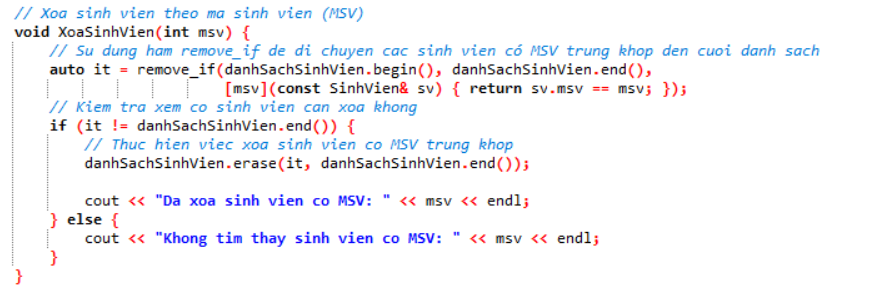 // Xoa sinh vien theo ma sinh vien (MSV)
void XoaSinhVien(int msv) {
    // Su dung ham remove_if de di chuyen cac sinh vien có MSV trung khop den cuoi danh sach
    auto it = remove_if(danhSachSinhVien.begin(), danhSachSinhVien.end(),
                        [msv](const SinhVien& sv) { return sv.msv == msv; });
    // Kiem tra xem co sinh vien can xoa khong
    if (it != danhSachSinhVien.end()) {
        // Thuc hien viec xoa sinh vien co MSV trung khop
        danhSachSinhVien.erase(it, danhSachSinhVien.end());
        cout << "Da xoa sinh vien co MSV: " << msv << endl;
    } else {
        cout << "Khong tim thay sinh vien co MSV: " << msv << endl;
    }
}